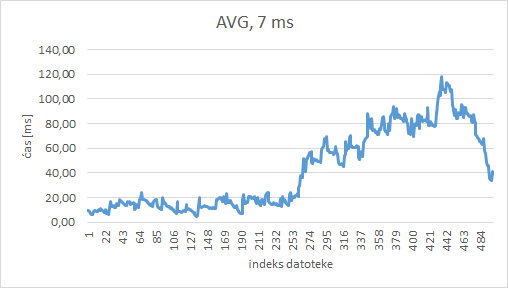 AVG, 7 ms
140,00
120,00
100,00
80,00
60,00
40,00
20,00
0,00
čas [ms]
1 22 43 64 85 106 127 148 169 190 211 232 253 274 295 316 337 358 379 400 421 442 463 484
indeks datoteke